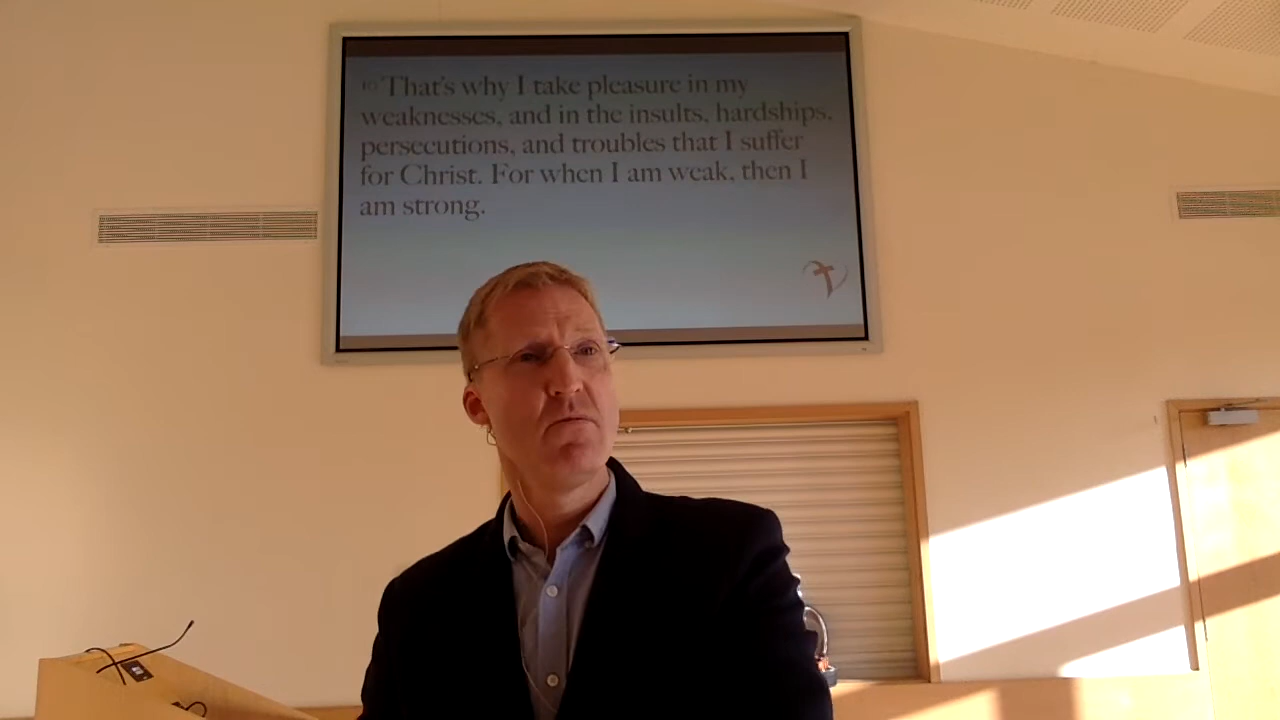 10 That's why I take pleasure in my
weaknesses, and in the insults, hardships,
persecutions, and troubles that I suffer
for Christ. For when I am weak, then I
am strong.